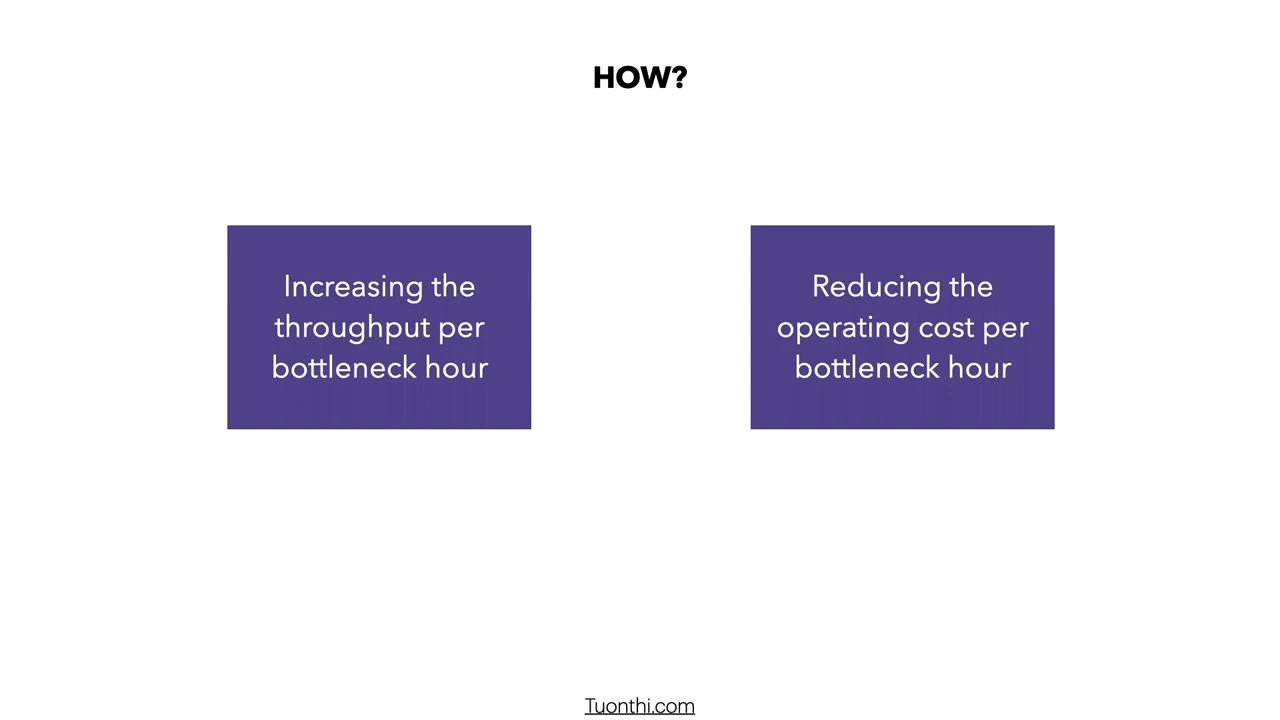 HOW?
Increasing the
throughput per
bottleneck hour
Reducing the
operating cost per
bottleneck hour
Tuonthi.com